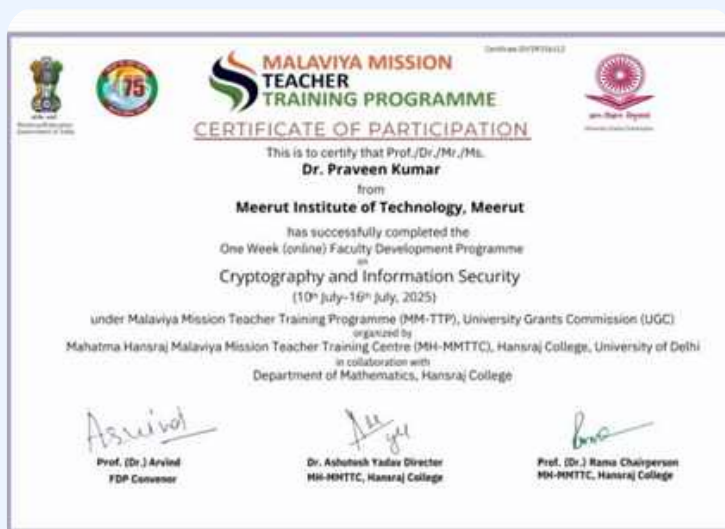 75
MALAVIYA MISSION
TEACHER
TRAINING PROGRAMME
CERTIFICATE OF PARTICIPATION
This is to certify that Prof./Dr./Mr./Ms.
Dr. Praveen Kumar
from
Meerut Institute of Technology, Meerut
has successfully completed the
One Week (online) Faculty Development Programme
on
Cryptography and Information Security
(10th July-16th July, 2025)
under Malaviya Mission Teacher Training Programme (MM-TTP), University Grants Commission (UGC)
organized by
Mahatma Hansraj Malaviya Mission Teacher Training Centre (MH-MMTTC), Hansraj College, University of Delhi
in collaboration with
Department of Mathematics, Hansraj College
Arvind
Prof. (Dr.) Arvind
FDP Convenor
Dr. Ashutosh Yadav Director
MH-MMTTC, Hansraj College
Rama
Prof. (Dr.) Rama Chairperson
MH-MMTTC, Hansraj College